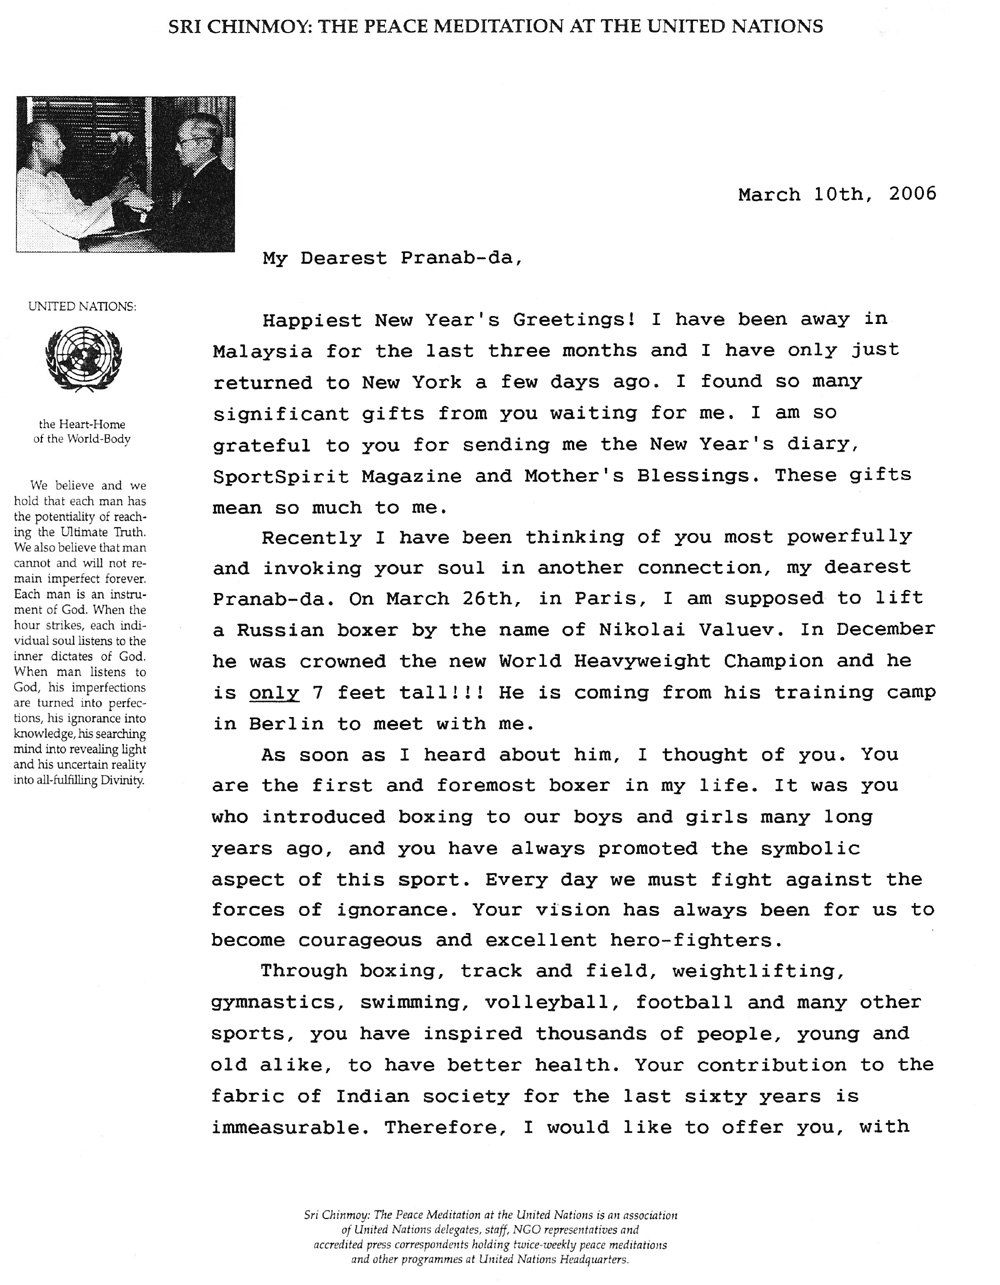 SRI CHINMOY: THE PEACE MEDITATION AT THE UNITED NATIONS
March 10th, 2006
My Dearest Pranab-da,
UNITED NATIONS:
the Heart-Home
of the World-Body
We believe and we
hold that each man has
the potentiality of reach-
ing the Ultimate Truth.
We also believe that man
cannot and will not re-
main imperfect forever.
Each man is an instru-
ment of God. When the
hour strikes, each indi-
vidual soul listens to the
inner dictates of God.
When man listens to
God, his imperfections
are turned into perfec-
tions, his ignorance into
knowledge, his searching
mind into revealing light
and his uncertain reality
into all-fulfilling Divinity.
Happiest New Year's Greetings! I have been away in
Malaysia for the last three months and I have only just
returned to New York a few days ago. I found so many
significant gifts from you waiting for me. I am so
grateful to you for sending me the New Year's diary,
SportSpirit Magazine and Mother's Blessings. These gifts
mean so much to me.
Recently I have been thinking of you most powerfully
and invoking your soul in another connection, my dearest
Pranab-da. On March 26th, in Paris, I am supposed to lift
a Russian boxer by the name of Nikolai Valuev. In December
he was crowned the new World Heavyweight Champion and he
is only 7 feet tall!!! He is coming from his training camp
in Berlin to meet with me.
As soon as I heard about him, I thought of you. You
are the first and foremost boxer in my life. It was you
who introduced boxing to our boys and girls many long
years ago, and you have always promoted the symbolic
aspect of this sport. Every day we must fight against the
forces of ignorance. Your vision has always been for us to
become courageous and excellent hero-fighters.
Through boxing, track and field, weightlifting,
gymnastics, swimming, volleyball, football and many other
sports, you have inspired thousands of people, young and
old alike, to have better health. Your contribution to the
fabric of Indian society for the last sixty years is
immeasurable. Therefore, I would like to offer you, with
Sri Chinmoy: The Peace Meditation at the United Nations is an association
of United Nations delegates, staff, NGO representatives and
accredited press correspondents holding twice-weekly peace meditations
and other programmes at United Nations Headquarters.